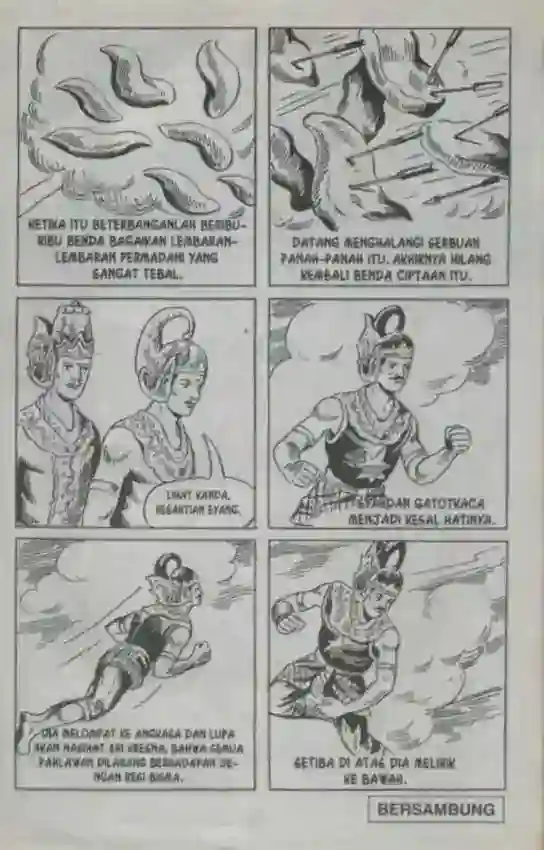 KETIKA ITU BETERBANGANLAH BERIBU-
RIBU BENDA BAGAIKAN LEMBARAN-
LEMBARAN PERMADANI YANG
SANGAT TEBAL.
DATANG MENGHALANGI SERBUAN
PANAH-PANAH ITU. AKHIRNYA HILANG
KEMBALI BENDA CIPTAAN ITU.
LIHAT KANDA,
KESAKTIAN EYANG.
GATOTKACA
MENJADI KESAL HATINYA.
DIA MELOMPAT KE ANGKASA DAN LUPA
AKAN NASIHAT SRI KRESNA, BAHWA SEMUA
PAHLAWAN DILARANG BERHADAPAN DE-
NGAN RESI BISMA.
SETIBA DI ATAS DIA MELIRIK
KE BAWAH.
BERSAMBUNG